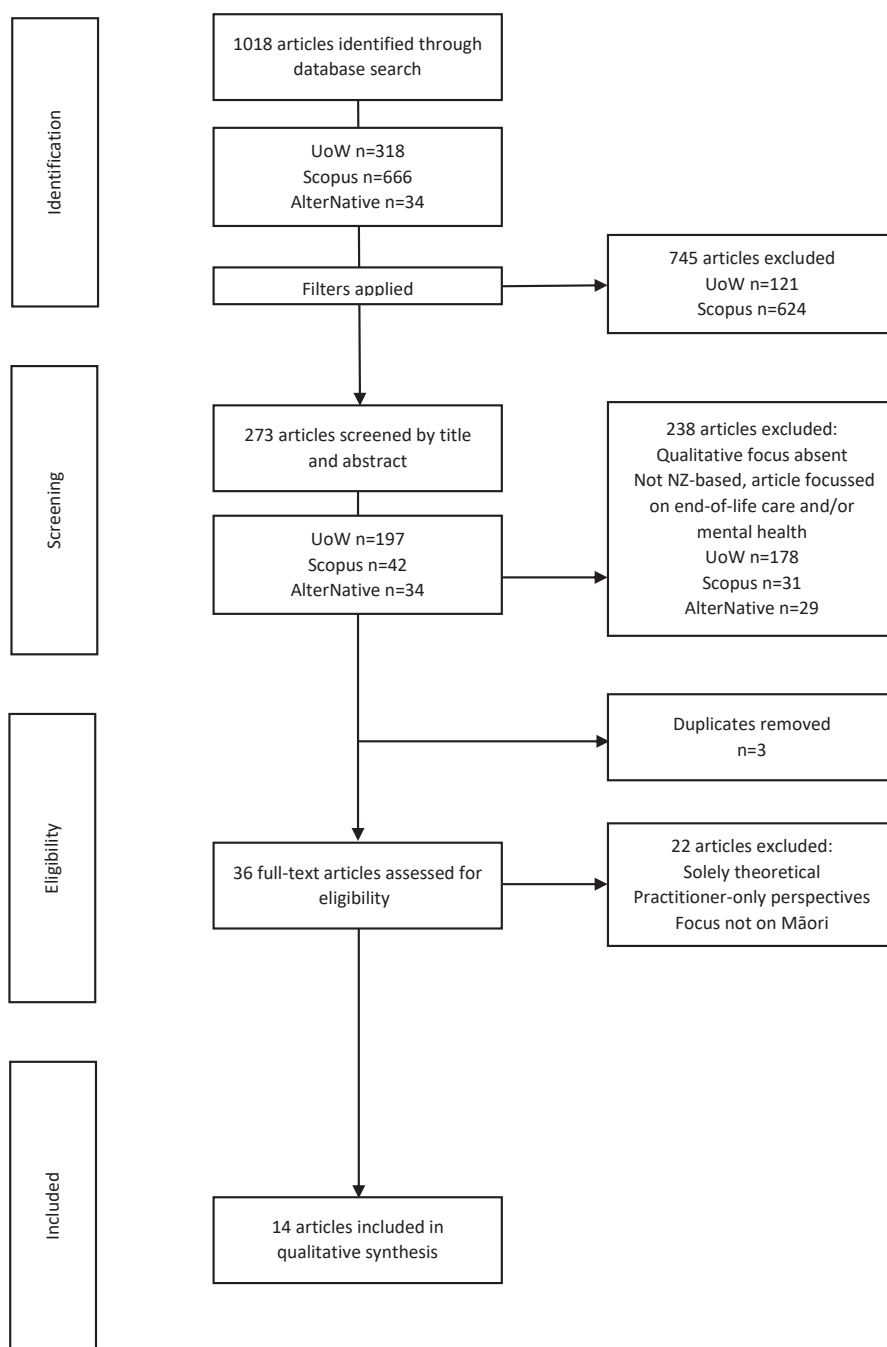 Identification
1018 articles identified through
database search
UoW n=318
Scopus n=666
AlterNative n=34
Filters applied
745 articles excluded
UoW n=121
Scopus n=624
Screening
273 articles screened by title
and abstract
UoW n=197
Scopus n=42
AlterNative n=34
238 articles excluded:
Qualitative focus absent
Not NZ-based, article focussed
on end-of-life care and/or
mental health
UoW n=178
Scopus n=31
AlterNative n=29
Eligibility
Duplicates removed
n=3
36 full-text articles assessed for
eligibility
22 articles excluded:
Solely theoretical
Practitioner-only perspectives
Focus not on Māori
Included
14 articles included in
qualitative synthesis